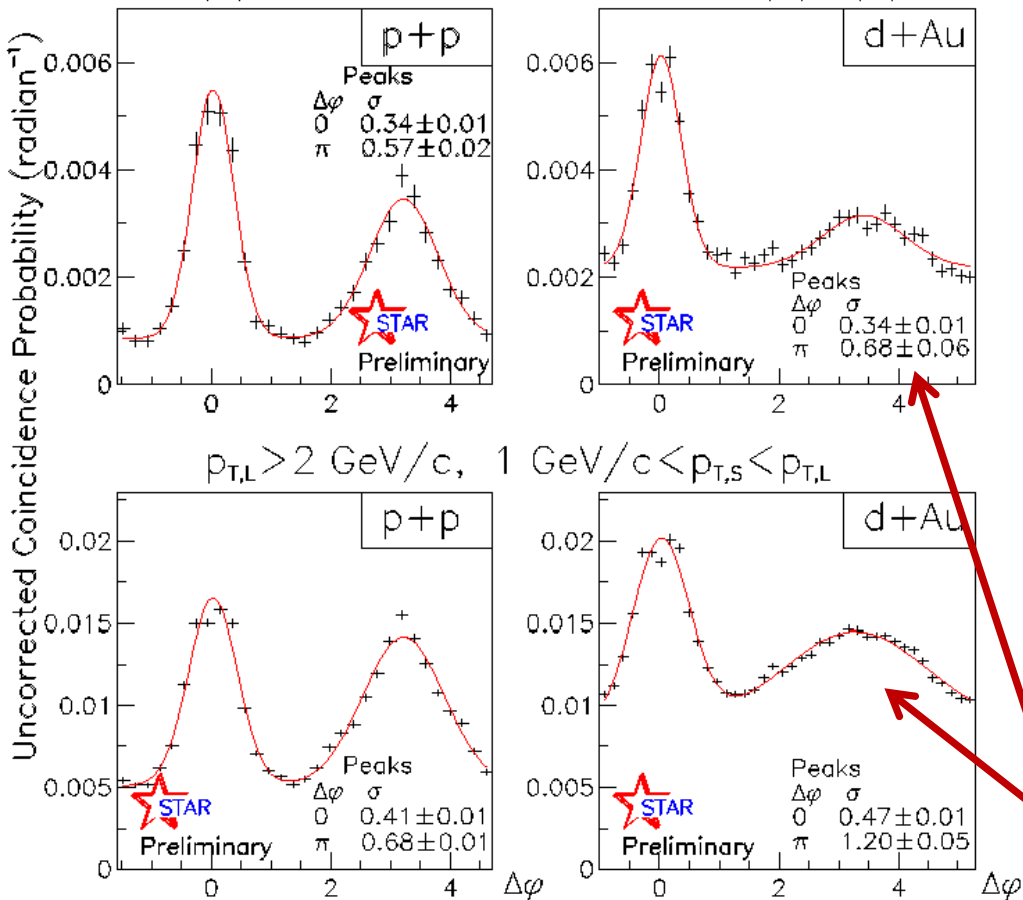 Uncorrected Coincidence Probability (radian⁻¹)
p+p
Peaks
Δφ σ
0 0.34±0.01
π 0.57±0.02
0.006
0.004
0.002
0
STAR
Preliminary
0 2 4
d+Au
0.006
0.004
0.002
0
Peaks
Δφ σ
0 0.34±0.01
π 0.68±0.06
STAR
Preliminary
0 2 4
p_T,L>2 GeV/c, 1 GeV/c<p_T,S<p_T,L
p+p
0.02
0.015
0.01
0.005
0
Peaks
Δφ σ
0 0.41±0.01
π 0.68±0.01
STAR
Preliminary
0 2 4 Δφ
d+Au
0.02
0.015
0.01
0.005
0
Peaks
Δφ σ
0 0.47±0.01
π 1.20±0.05
STAR
Preliminary
0 2 4 Δφ